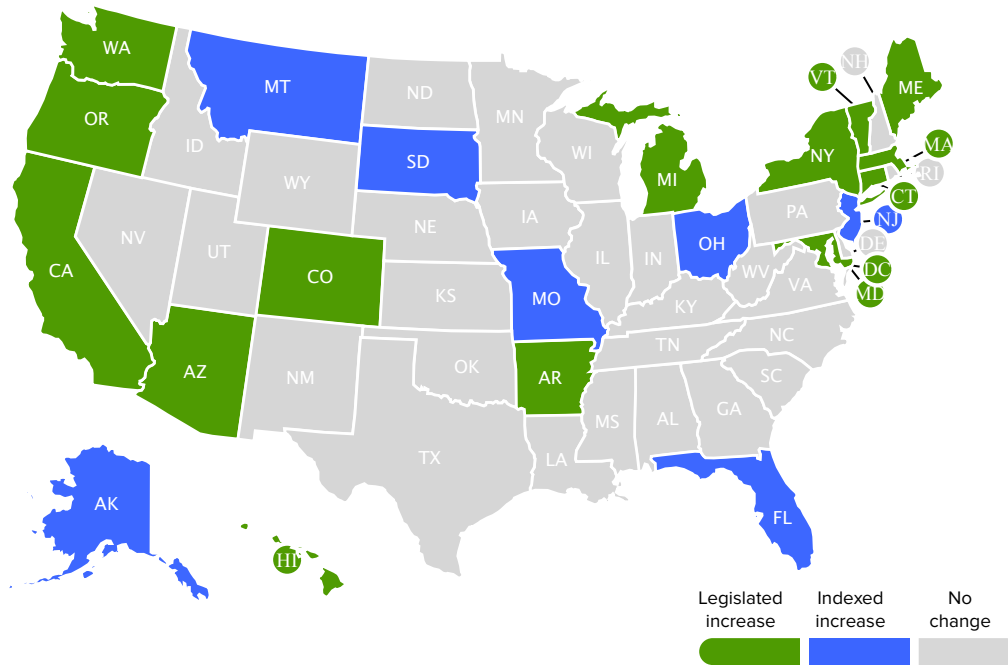 WA
MT
ND
MN
OR
ID
SD
WI
WY
MI
NH
VT
ME
NY
MA
RI
CT
NV
UT
CO
NE
IA
IL
IN
OH
PA
NJ
DE
DC
MD
CA
KS
MO
KY
WV
VA
AZ
NM
OK
AR
TN
NC
SC
TX
LA
MS
AL
GA
FL
AK
HI
Legislated
increase
Indexed
increase
No
change